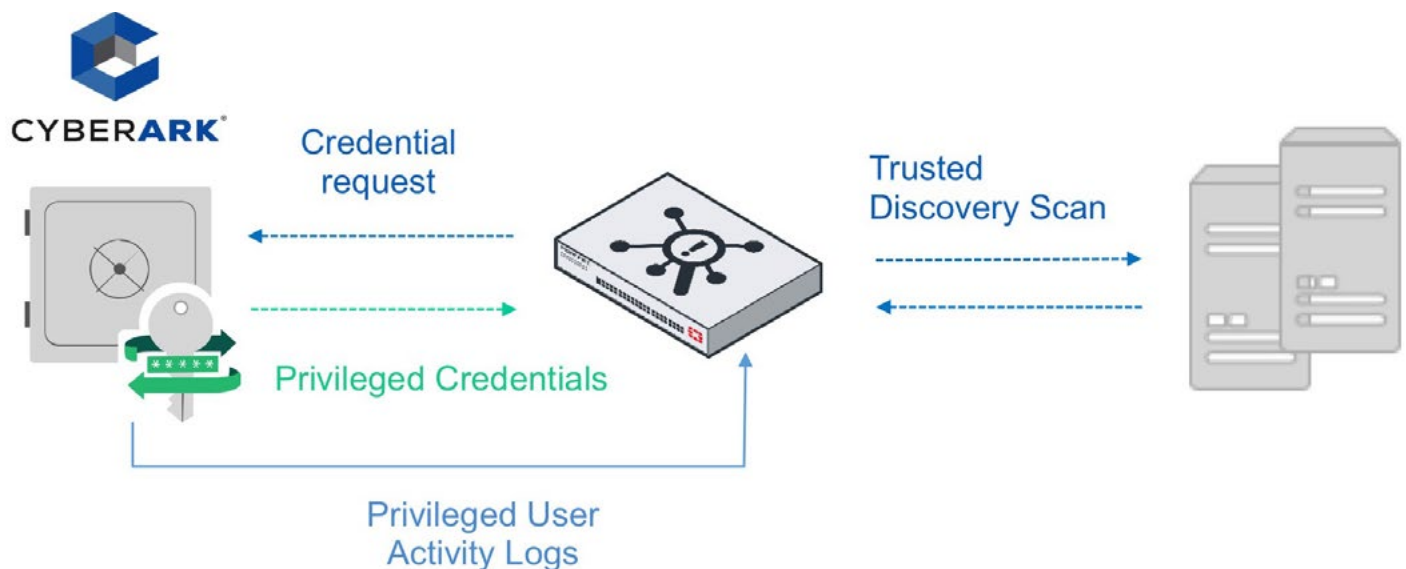 CYBERARK®
Credential
request
Trusted
Discovery Scan
*****
Privileged Credentials
Privileged User
Activity Logs